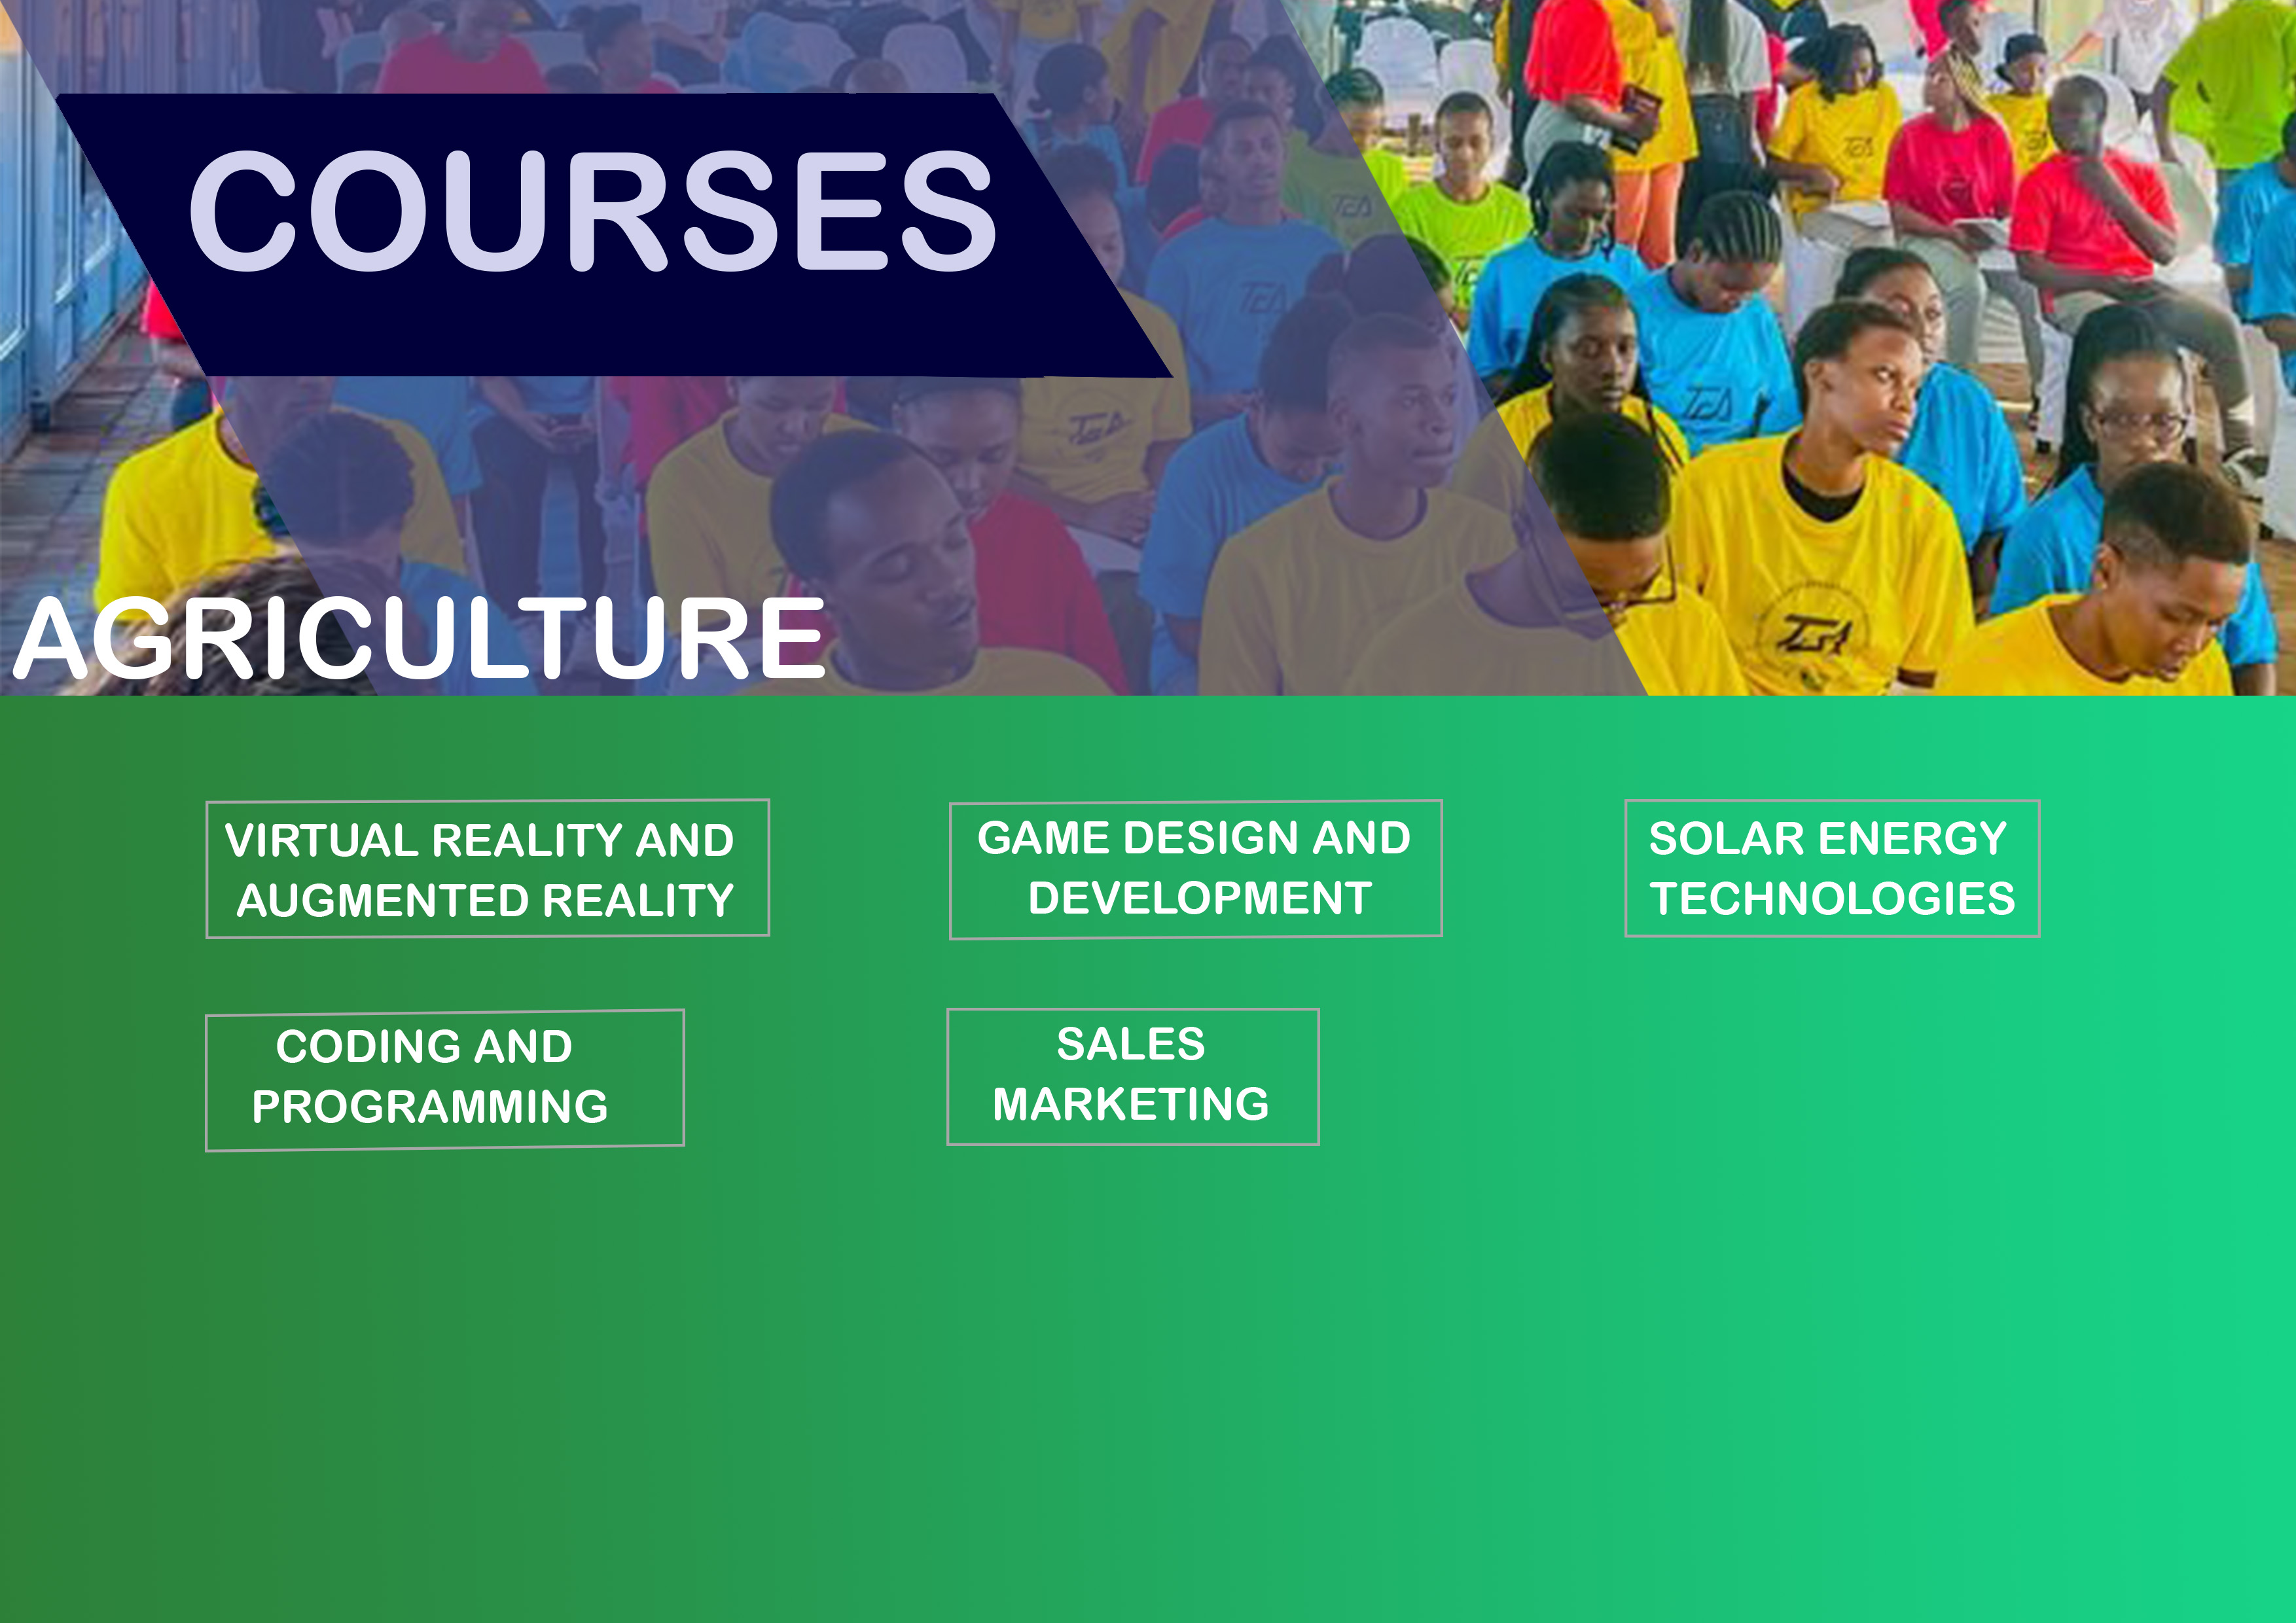 COURSES
AGRICULTURE
VIRTUAL REALITY AND
AUGMENTED REALITY
GAME DESIGN AND
DEVELOPMENT
SOLAR ENERGY
TECHNOLOGIES
CODING AND
PROGRAMMING
SALES
MARKETING